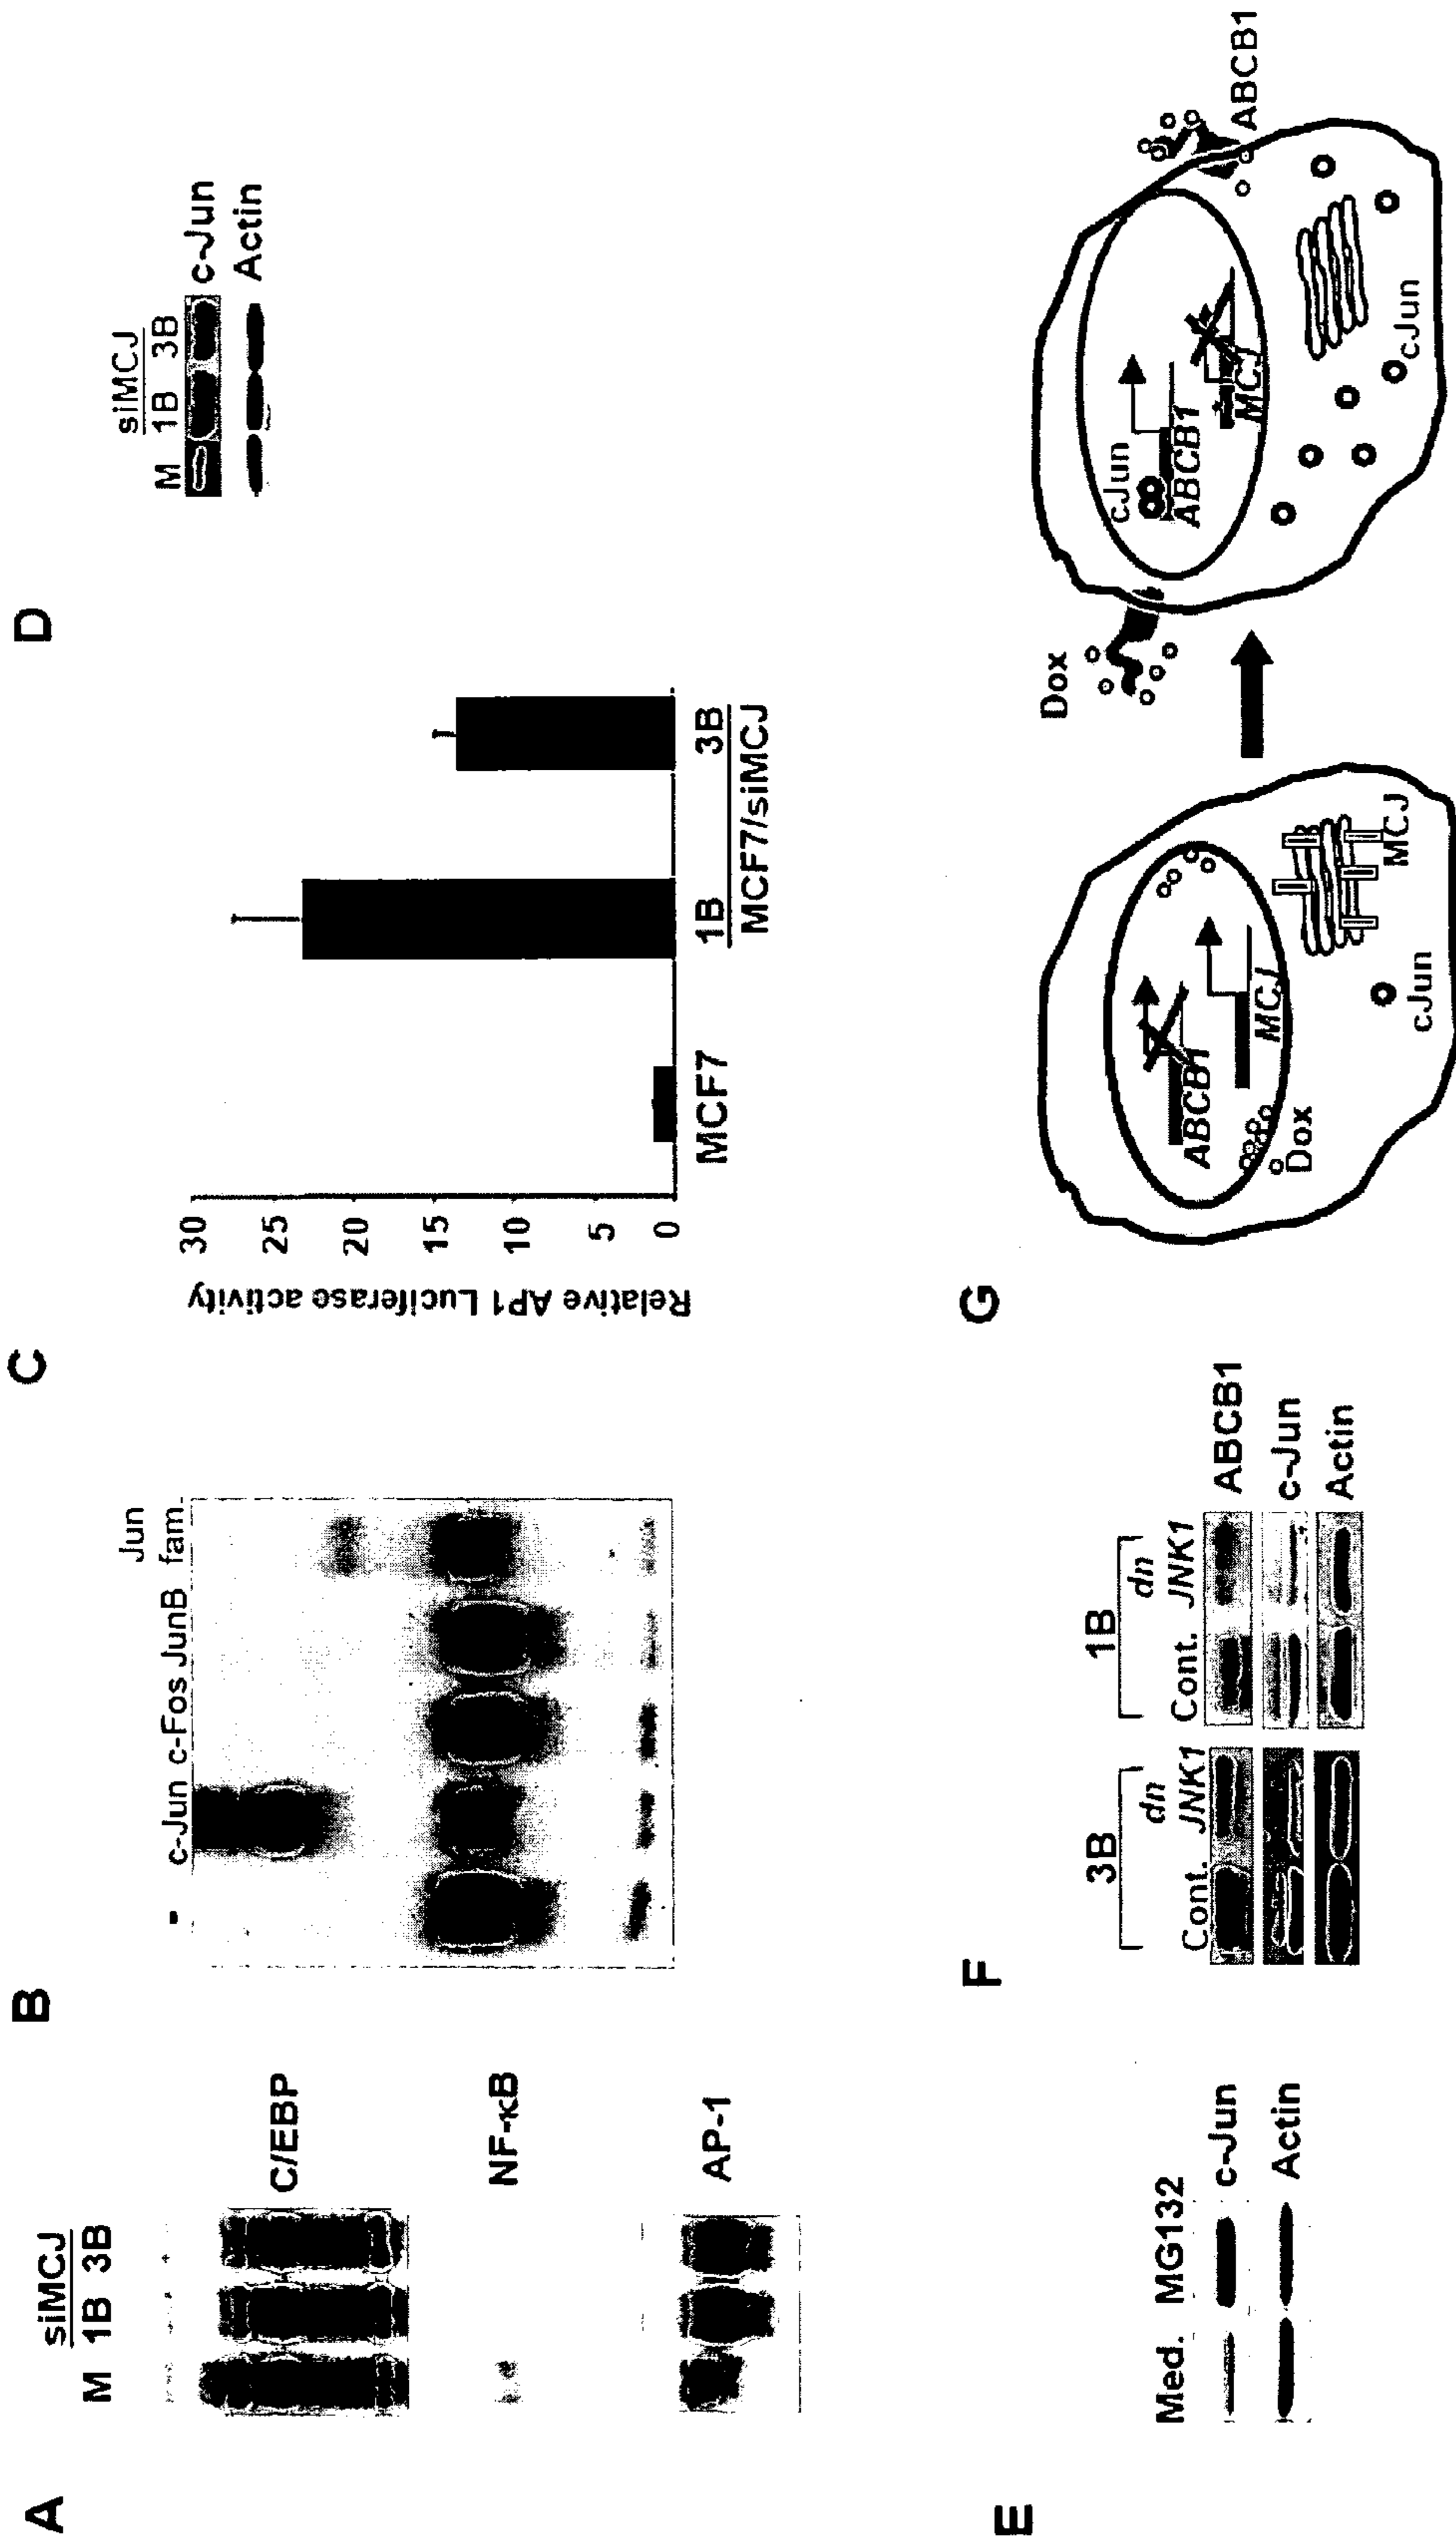 A
siMCJ
M 1B 3B
C/EBP
NF-κB
AP-1
B
- c-Jun c-Fos JunB Jun fam.
C
Relative AP1 Luciferase activity
30
25
20
15
10
5
0
MCF7 1B 3B
MCF7/siMCJ
D
siMCJ
M 1B 3B
c-Jun
Actin
E
Med. MG132
c-Jun
Actin
F
3B 1B
dn dn
Cont. JNK1 Cont. JNK1
ABCB1
c-Jun
Actin
G
ABCB1
MCJ
Dox
MCJ
cJun
Dox
cJun
ABCB1
MCJ
cJun
ABCB1